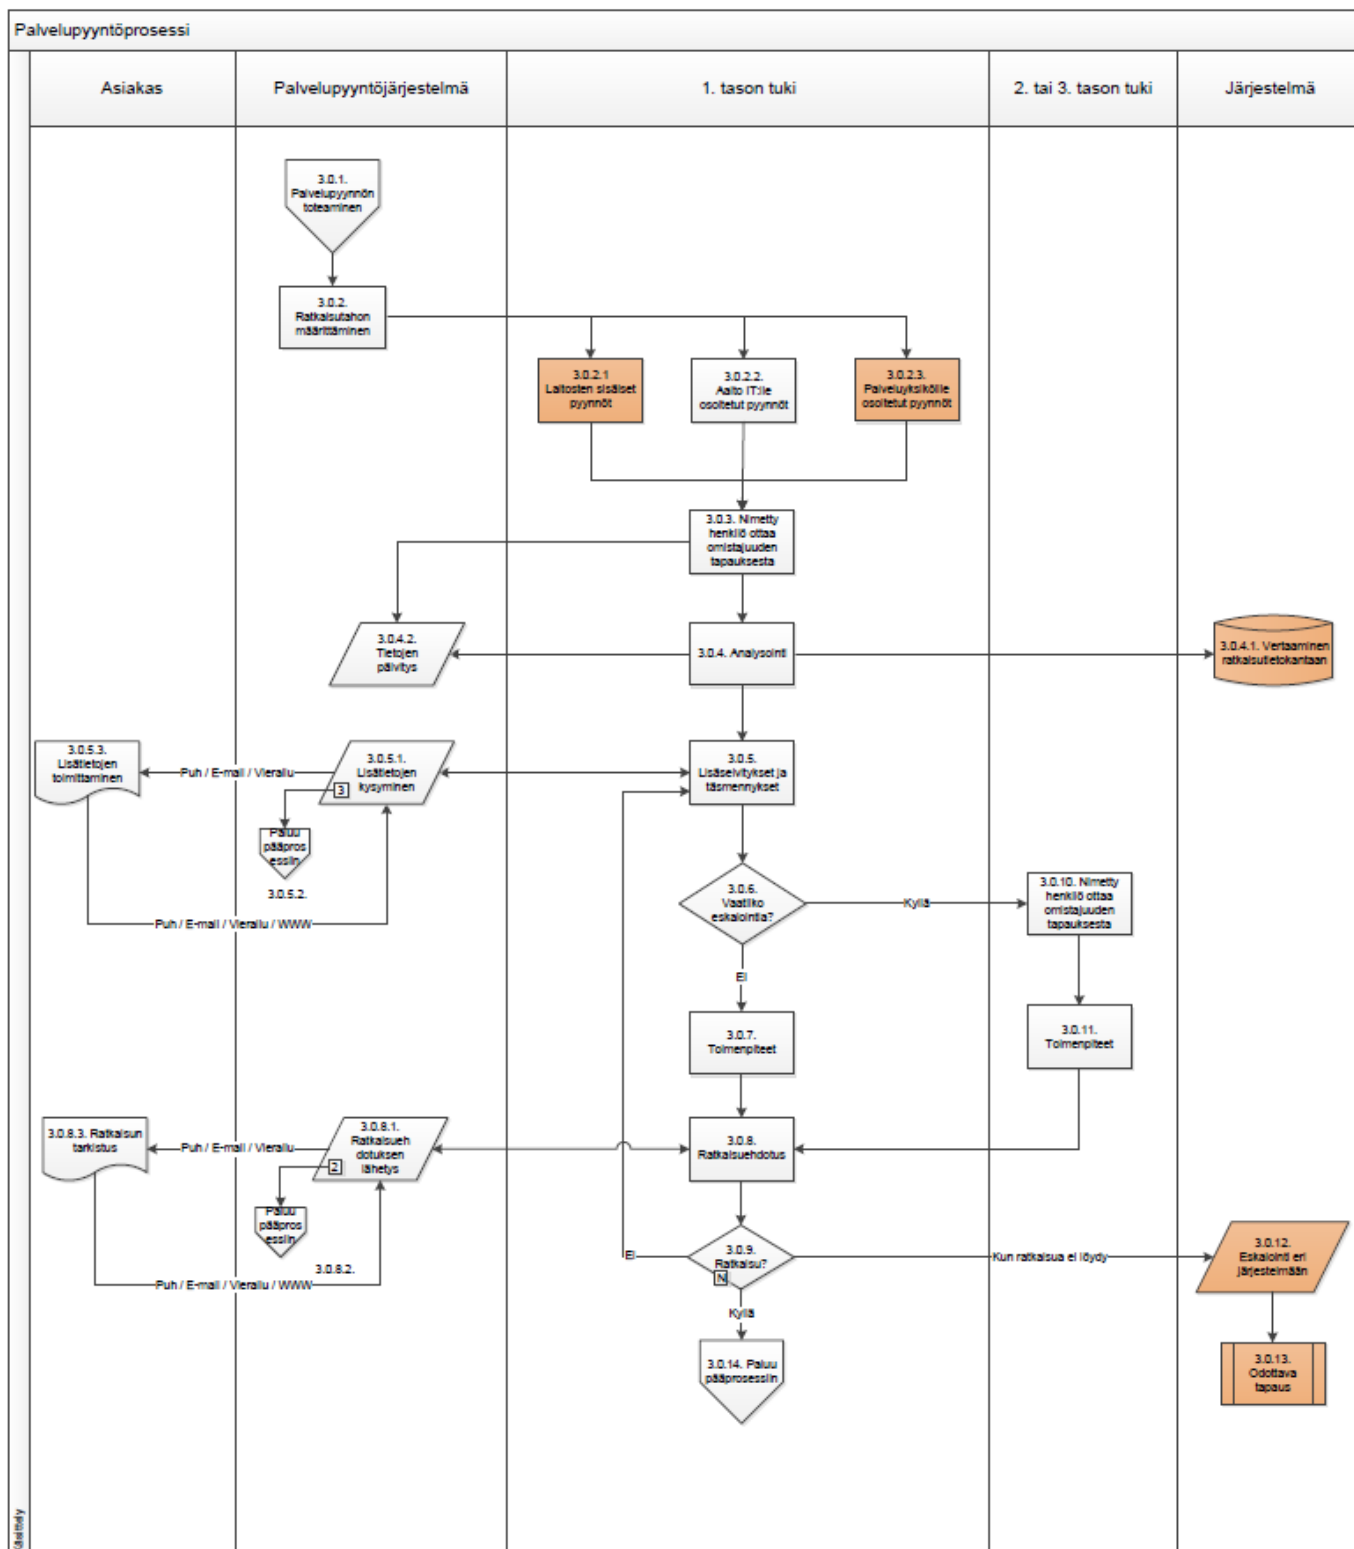 Palvelupyyntöprosessi
Asiakas
Palvelupyyntöjärjestelmä
1. tason tuki
2. tai 3. tason tuki
Järjestelmä
3.0.1.
Palvelupyynnön
toteaminen
3.0.2.
Ratkaisutahon
määrittäminen
3.0.2.1
Laitosten sisäiset
pyynnöt
3.0.2.2.
Aalto IT:lle
osoitetut pyynnöt
3.0.2.3.
Palveluyksikölle
osoitetut pyynnöt
3.0.3. Nimetty
henkilö ottaa
omistajuuden
tapauksesta
3.0.4.2.
Tietojen
päivitys
3.0.4. Analysointi
3.0.4.1. Vertaaminen
ratkaisutietokantaan
3.0.5.3.
Lisätietojen
toimittaminen
Puh / E-mail / Vierailu
3.0.5.1.
Lisätietojen
kysyminen
3
3.0.5.
Lisäselvitykset ja
täsmennykset
Paluu
pääpros
essiin
3.0.5.2.
Puh / E-mail / Vierailu / WWW
3.0.6.
Vaatiiko
eskalointia?
Kyllä
3.0.10. Nimetty
henkilö ottaa
omistajuuden
tapauksesta
Ei
3.0.7.
Toimenpiteet
3.0.11.
Toimenpiteet
3.0.8.3. Ratkaisun
tarkistus
Puh / E-mail / Vierailu
3.0.8.1.
Ratkaisueh
dotuksen
lähetys
2
3.0.8.
Ratkaisuehdotus
Paluu
pääpros
essiin
3.0.8.2.
Puh / E-mail / Vierailu / WWW
Ei
3.0.9.
Ratkaisu?
N
Kun ratkaisua ei löydy
3.0.12.
Eskalointi eri
järjestelmään
Kyllä
3.0.14. Paluu
pääprosessiin
3.0.13.
Odottava
tapaus
Käsittely